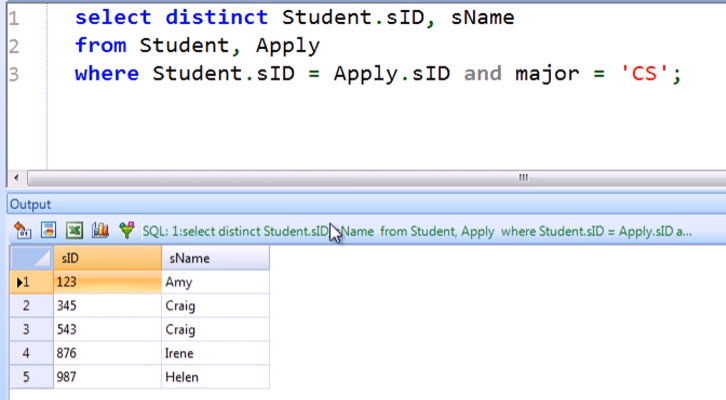 1 select distinct Student.sID, sName
2 from Student, Apply
3 where Student.sID = Apply.sID and major = 'CS';
Output
SQL: 1:select distinct Student.sID Name from Student, Apply where Student.sID = Apply.sID a...
sID sName
1 123 Amy
2 345 Craig
3 543 Craig
4 876 Irene
5 987 Helen